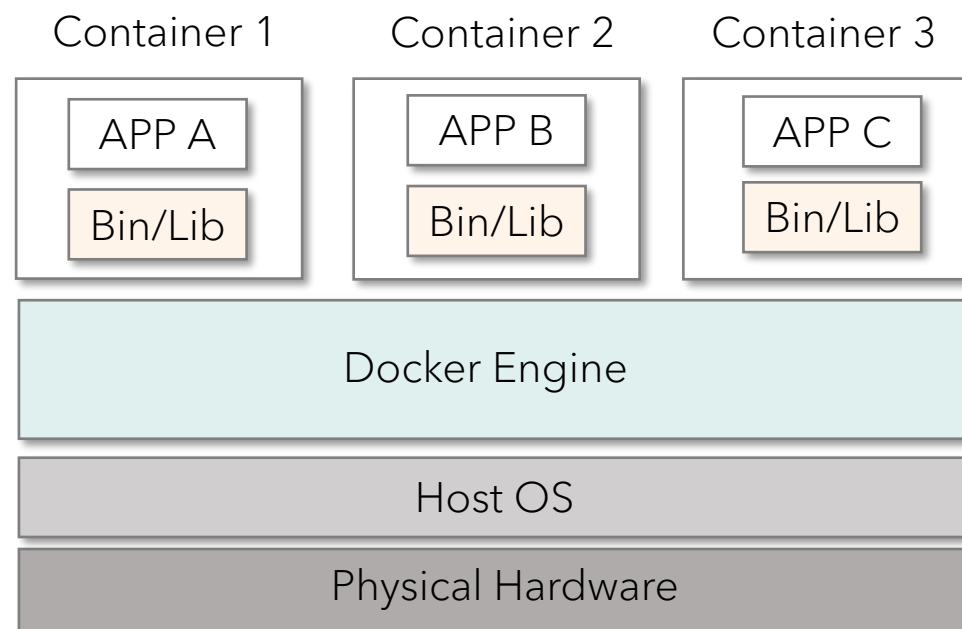 Container 1 Container 2 Container 3
APP A APP B APP C
Bin/Lib Bin/Lib Bin/Lib
Docker Engine
Host OS
Physical Hardware